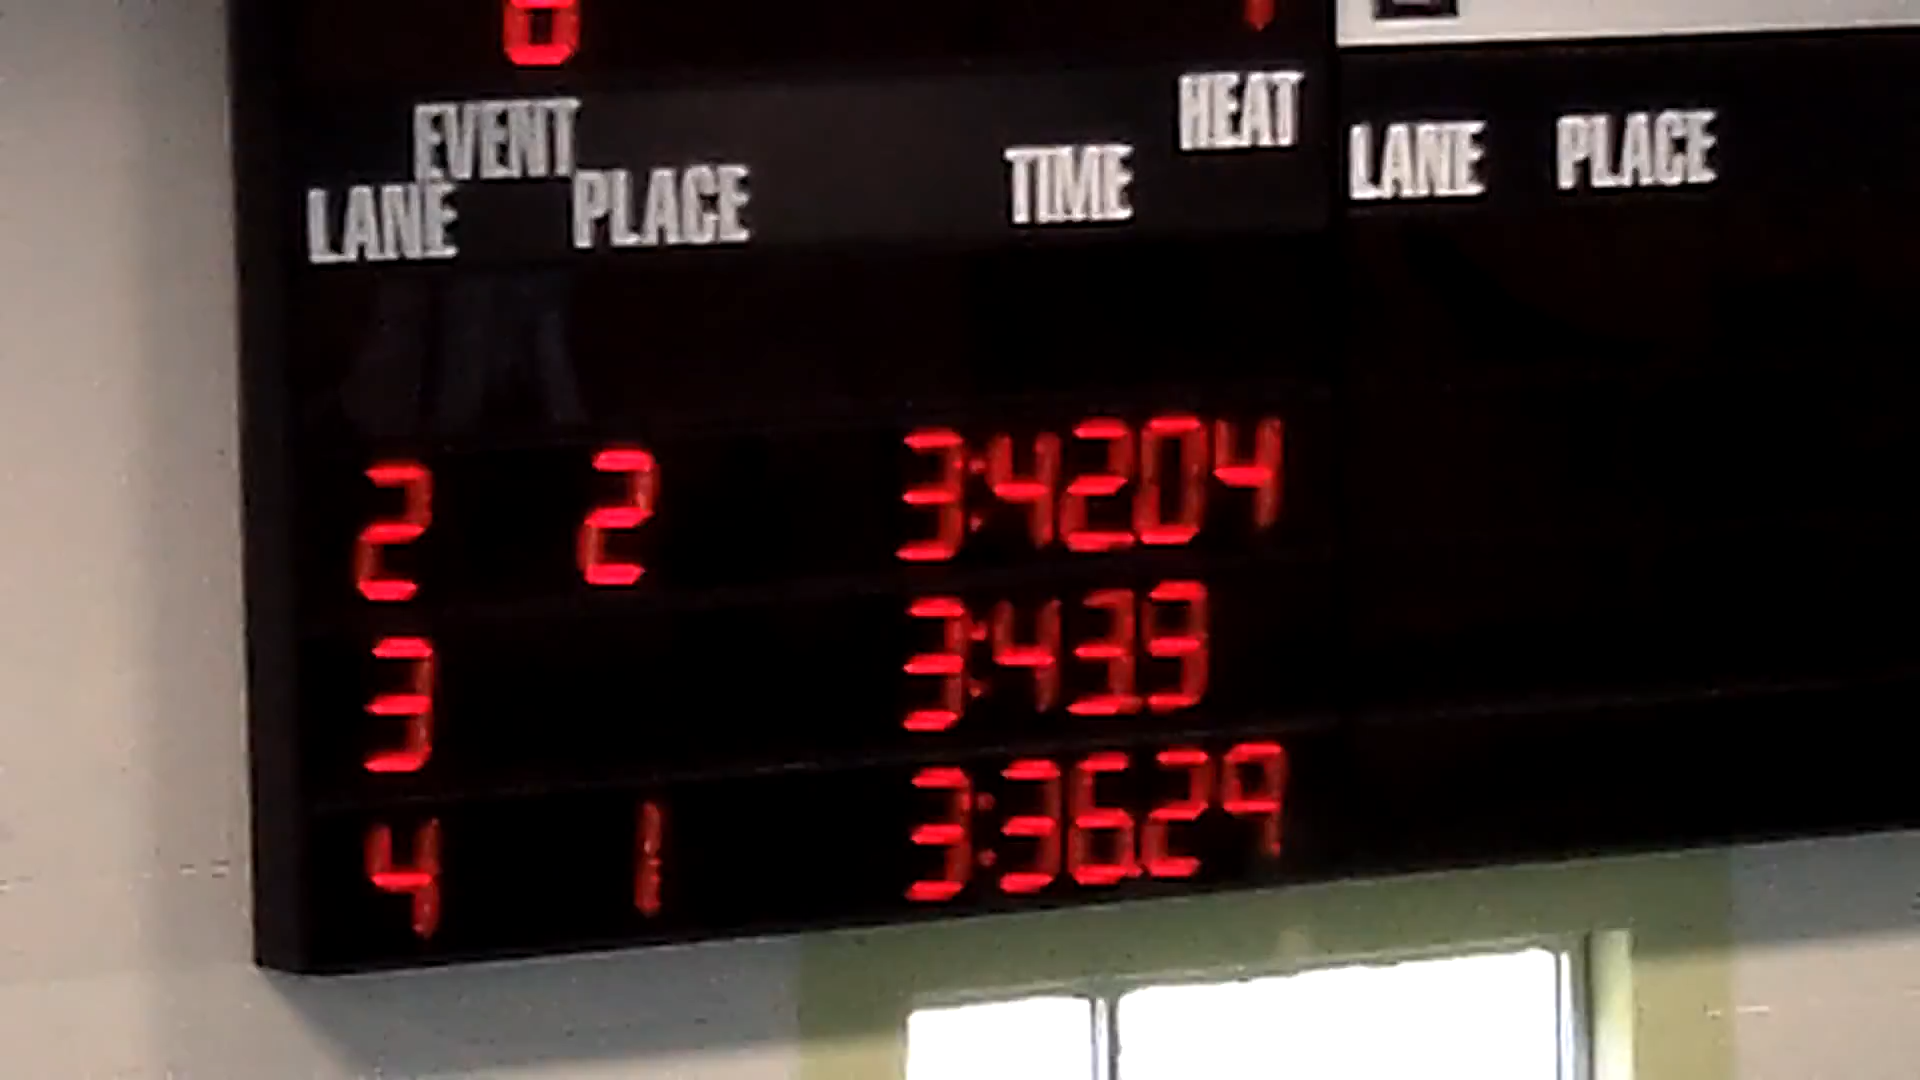 EVENT HEAT
LANE PLACE TIME LANE PLACE
2 2 3:42.04
3 3:43.9
4 1 3:36.29